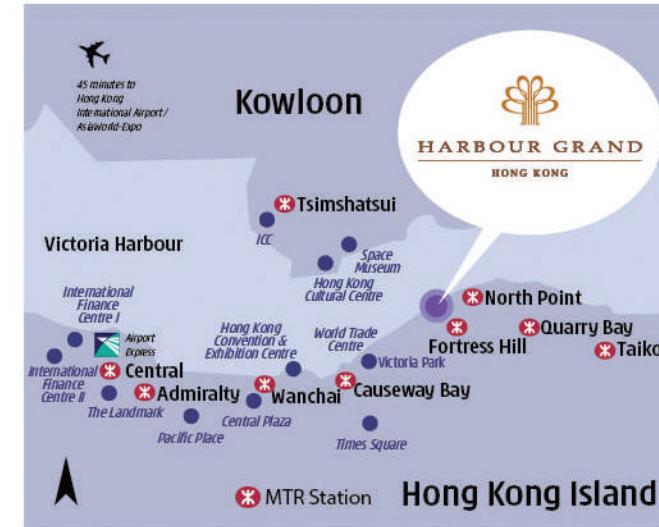 45 minutes to
Hong Kong
International Airport /
AsiaWorld-Expo
Kowloon
HARBOUR GRAND
HONG KONG
Tsimshatsui
ICC
Victoria Harbour
Space
Museum
Hong Kong
Cultural Centre
International
Finance
Centre I
North Point
Airport
Express
Hong Kong
Convention &
Exhibition Centre
World Trade
Centre
Quarry Bay
Fortress Hill
Taiko
International
Finance
Centre II
Central
Victoria Park
Admiralty
Wanchai
Causeway Bay
The Landmark
Central Plaza
Pacific Place
Times Square
MTR Station
Hong Kong Island